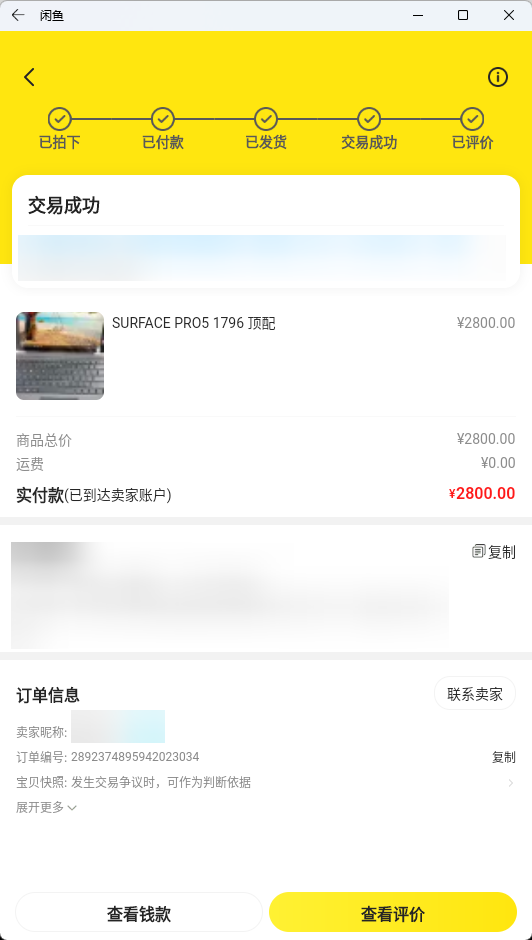 闲鱼
已拍下
已付款
已发货
交易成功
已评价
交易成功
SURFACE PRO5 1796 顶配
¥2800.00
商品总价
¥2800.00
运费
¥0.00
实付款(已到达卖家账户)
¥2800.00
复制
订单信息
联系卖家
卖家昵称:
订单编号: 2892374895942023034
复制
宝贝快照: 发生交易争议时，可作为判断依据
展开更多
查看钱款
查看评价